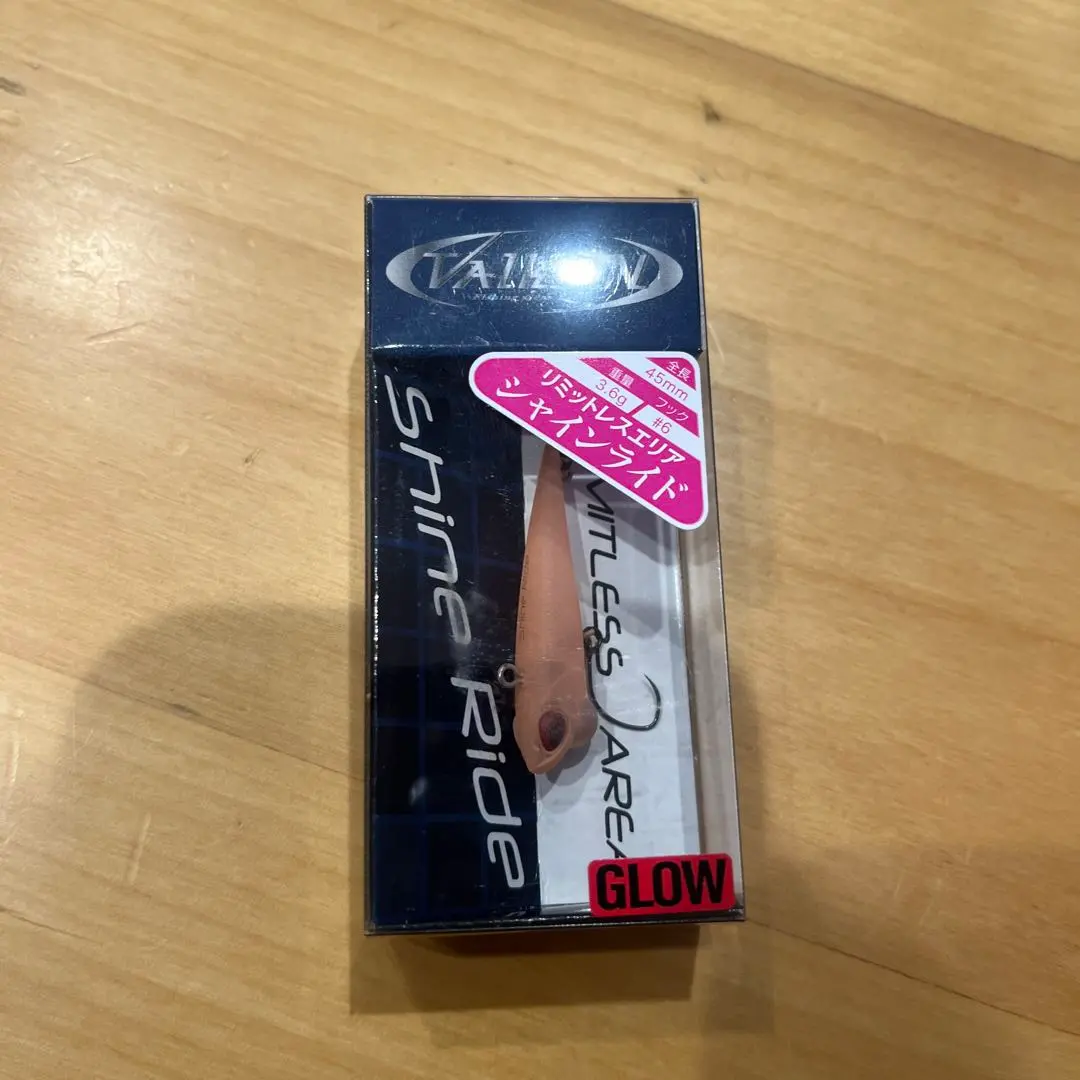 Shine Ride
全長
45mm
重量
3.6g
フック
#6
リミットレスエリア
シャインライド
MITLESS AREA
GLOW